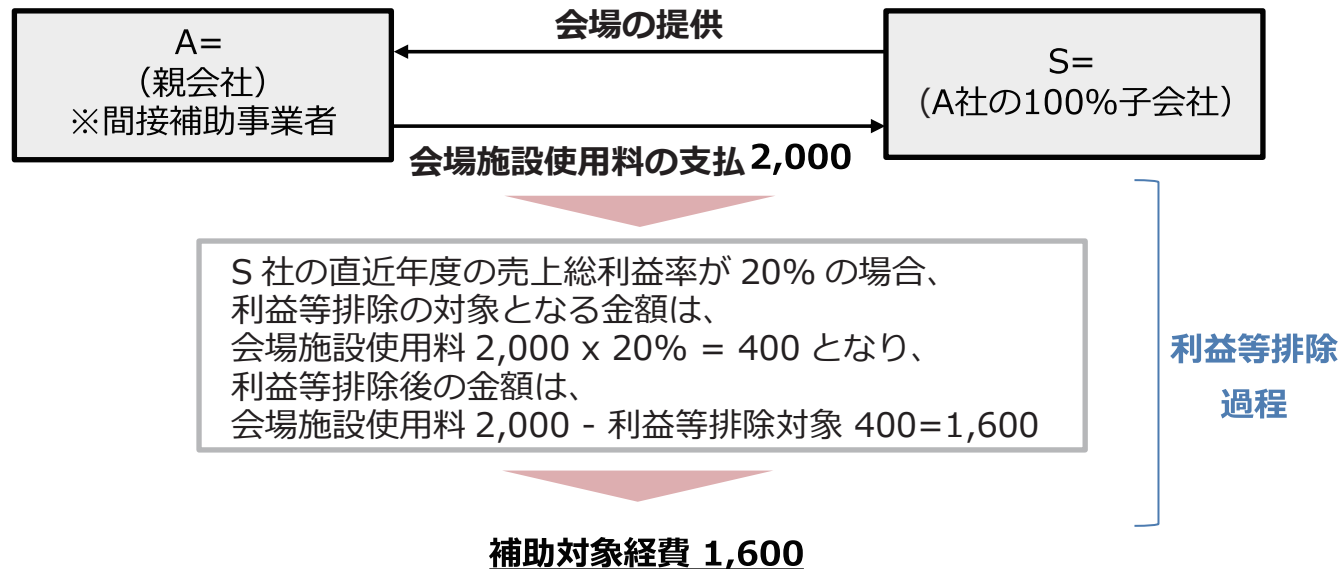 会場の提供
A=
（親会社）
※間接補助事業者
S=
（A社の100%子会社）
会場施設使用料の支払 2,000
S 社の直近年度の売上総利益率が 20% の場合、
利益等排除の対象となる金額は、
会場施設使用料 2,000 x 20% = 400 となり、
利益等排除後の金額は、
会場施設使用料 2,000 - 利益等排除対象 400=1,600
利益等排除
過程
補助対象経費 1,600